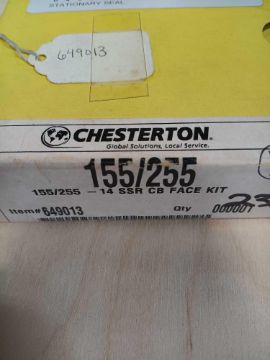 STATIONARY SEAL
649013
CHESTERTON.
Global Solutions, Local Service.
155/255
155/255 -14 SSR CB FACE KIT
Item# 649013 Qty 000001
23